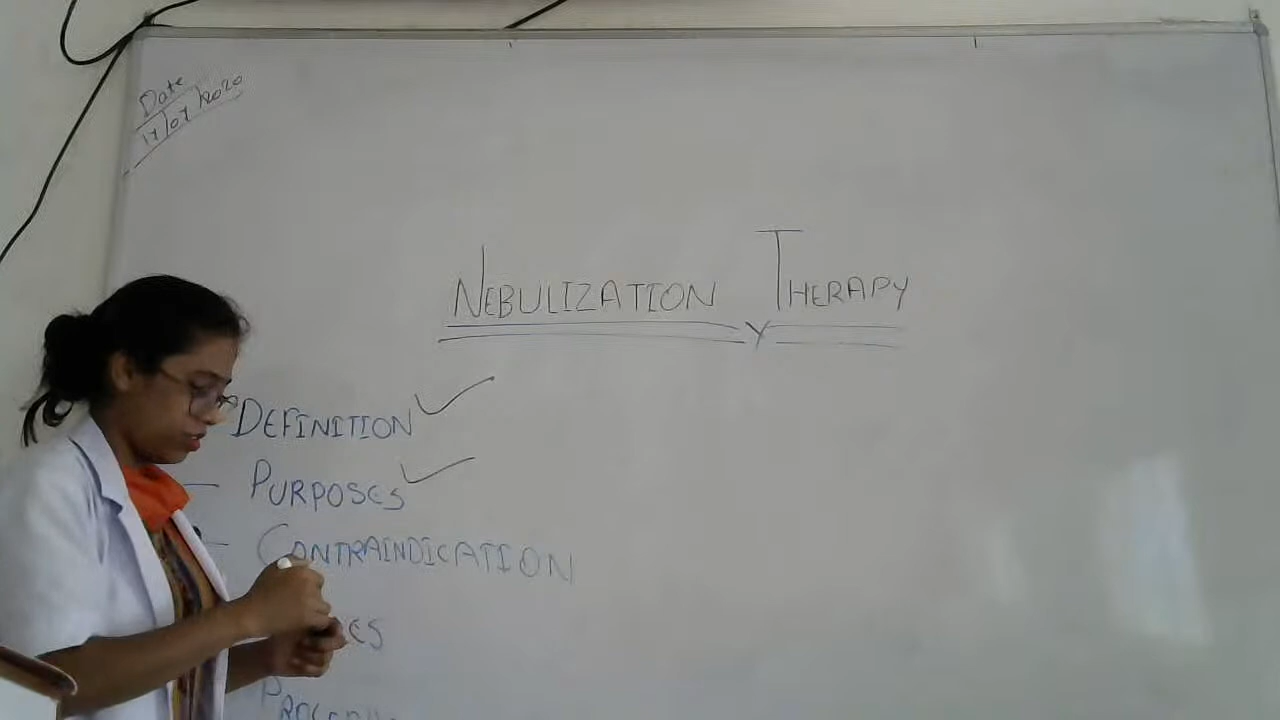 Date
17/07/2020
NEBULIZATION THERAPY
DEFINITION
- PURPOSES
- CONTRAINDICATION